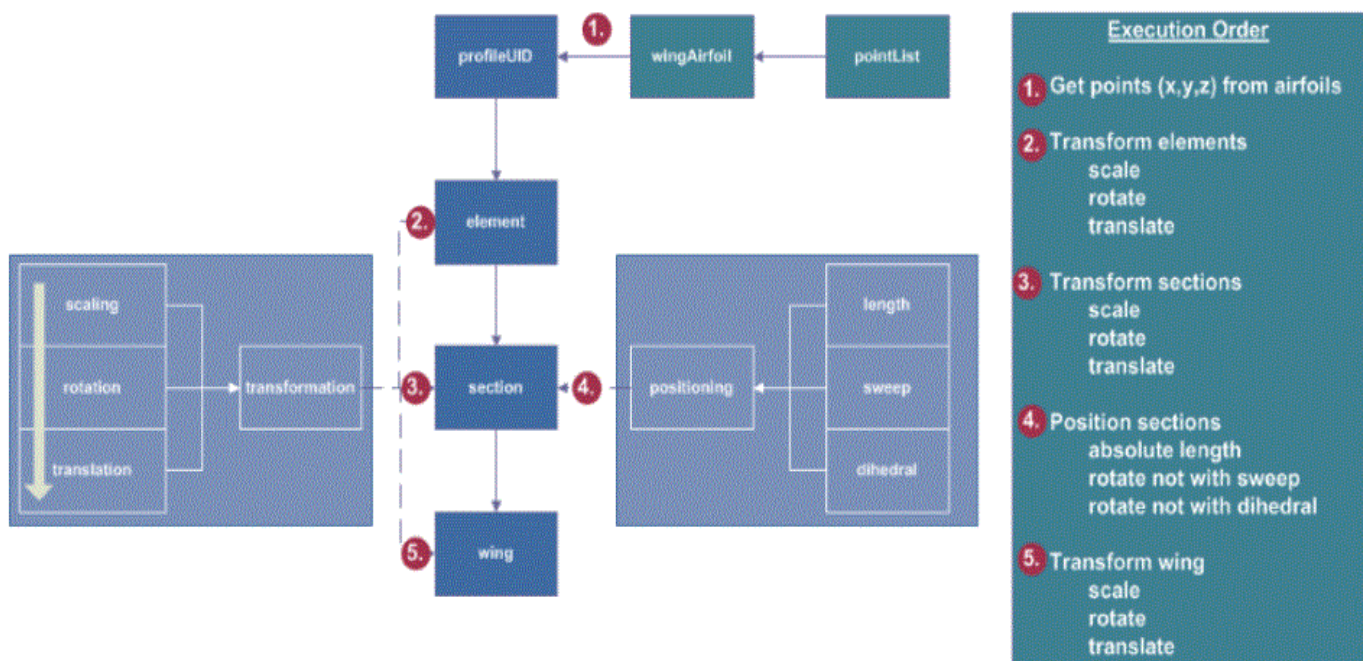 1.
profileUID
wingAirfoil
pointList
2.
element
scaling
rotation
translation
transformation
3.
section
4.
positioning
length
sweep
dihedral
5.
wing
Execution Order
1. Get points (x,y,z) from airfoils
2. Transform elements
scale
rotate
translate
3. Transform sections
scale
rotate
translate
4. Position sections
absolute length
rotate not with sweep
rotate not with dihedral
5. Transform wing
scale
rotate
translate